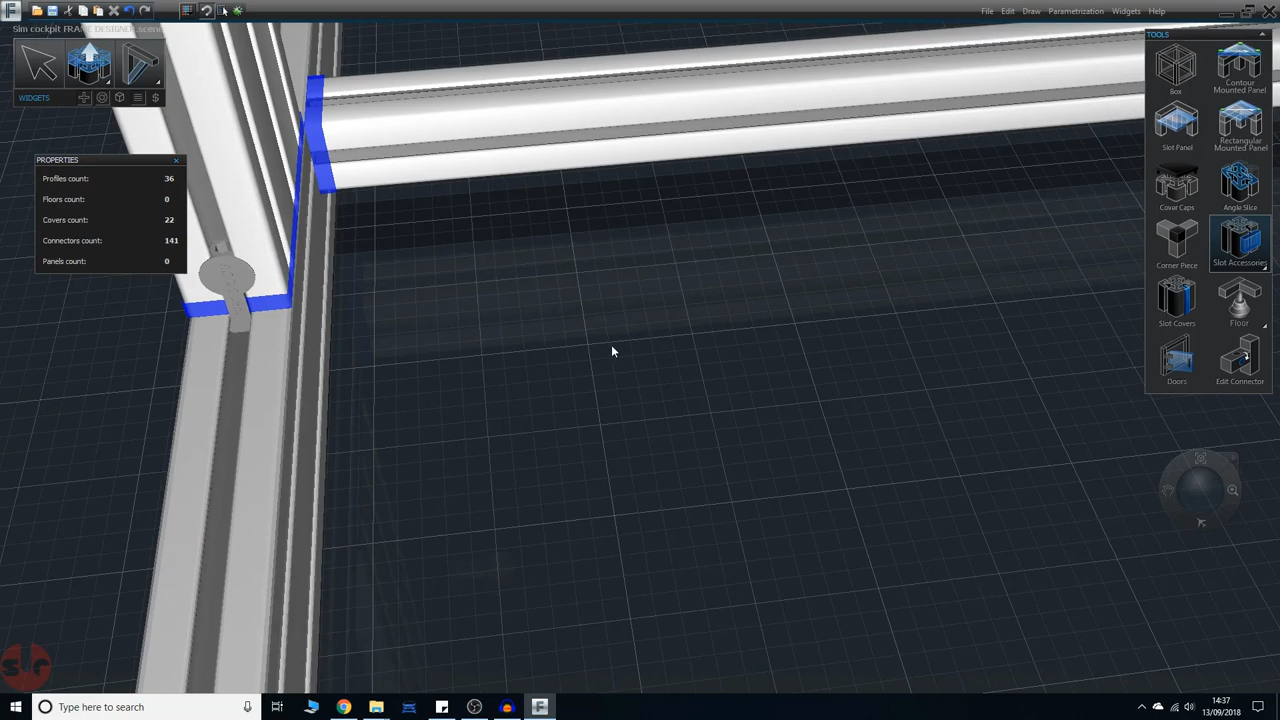 File Edit Draw Parametrization Widgets Help
Sim cockpit FRAME DESIGNER.scene
WIDGETS
$
PROPERTIES
Profiles count: 36
Floors count: 0
Covers count: 22
Connectors count: 141
Panels count: 0
TOOLS
Box
Contour Mounted Panel
Slot Panel
Rectangular Mounted Panel
Cover Caps
Angle Slice
Corner Piece
Slot Accessories
Slot Covers
Floor
Doors
Edit Connector
Type here to search
14:37
13/09/2018